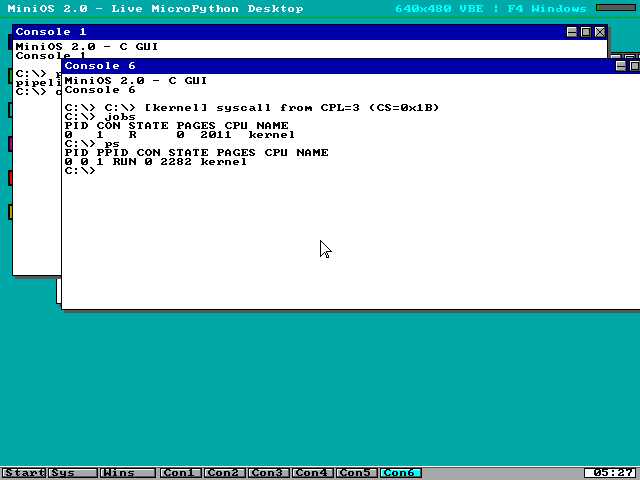 MiniOS 2.0 - Live MicroPython Desktop
640x480 VBE | F4 Windows
Console 1
MiniOS 2.0 - C GUI
Console 1
C:\>
C:\>
Console 6
MiniOS 2.0 - C GUI
Console 6
C:\> C:\> [kernel] syscall from CPL=3 (CS=0x1B)
C:\> jobs
PID CON STATE PAGES CPU NAME
0 1 R 0 2011 kernel
C:\> ps
PID PPID CON STATE PAGES CPU NAME
0 0 1 RUN 0 2282 kernel
C:\>
Start Sys Wins Con1 Con2 Con3 Con4 Con5 Con6 05:27